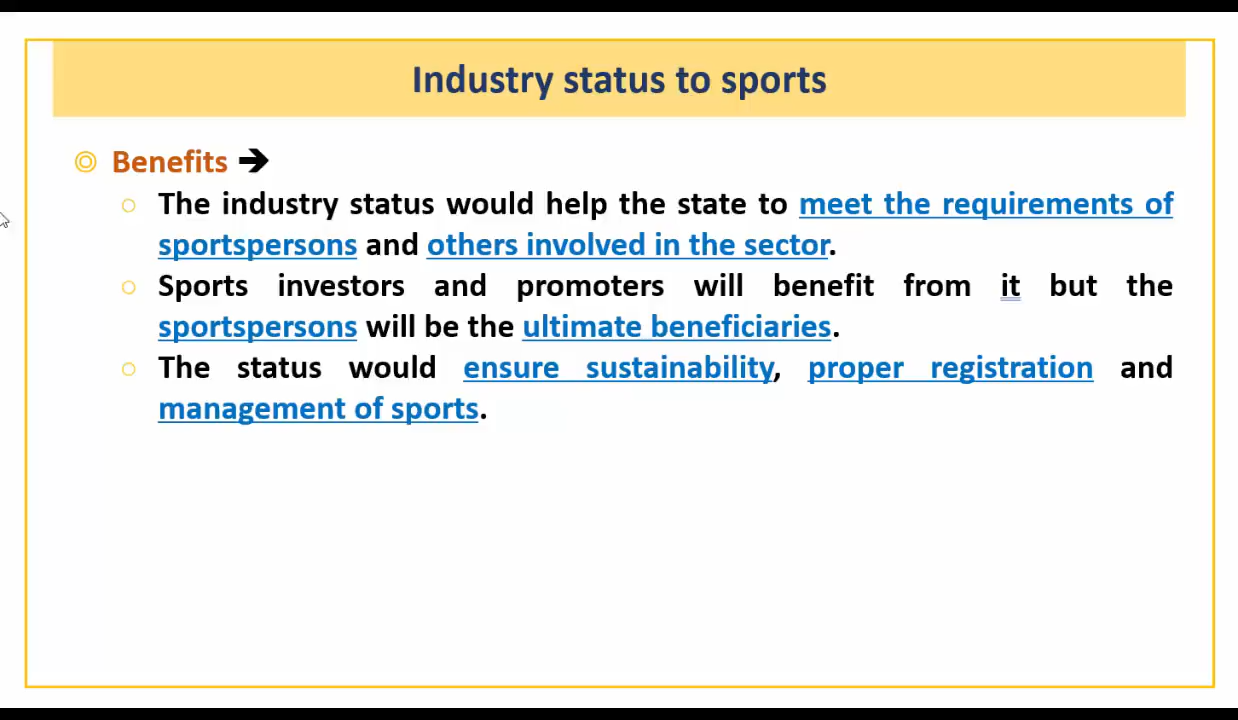 Industry status to sports
Benefits ➔
The industry status would help the state to meet the requirements of
sportspersons and others involved in the sector.
Sports investors and promoters will benefit from it but the
sportspersons will be the ultimate beneficiaries.
The status would ensure sustainability, proper registration and
management of sports.